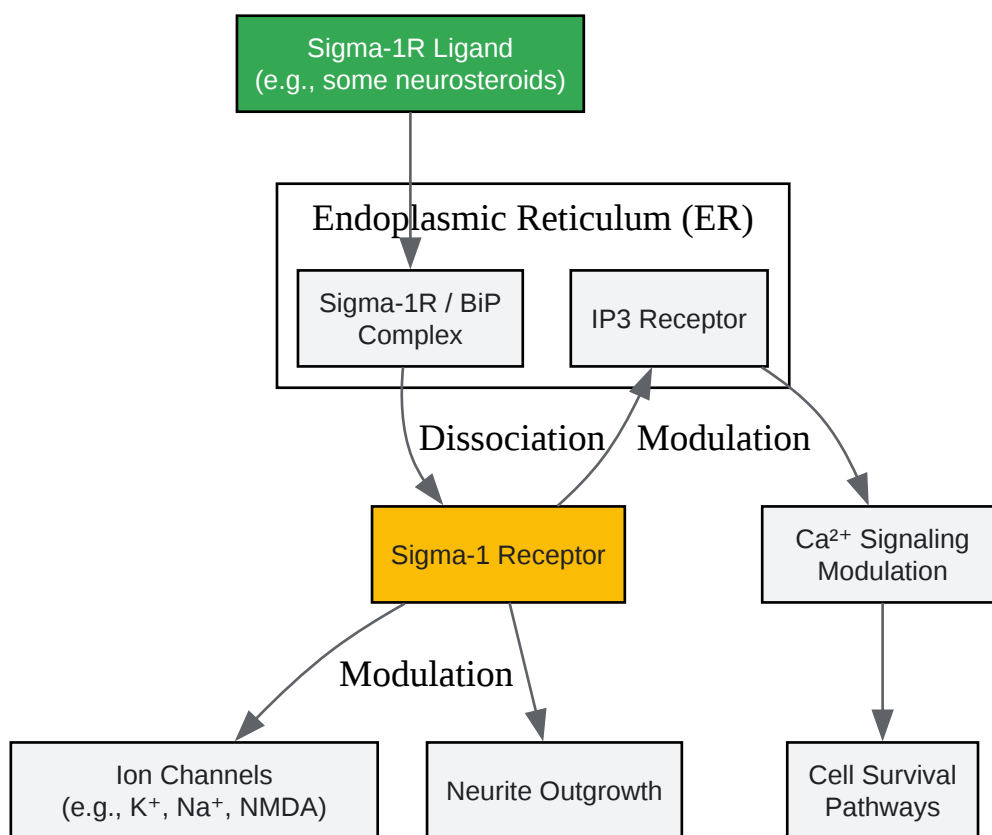 Sigma-1R Ligand
(e.g., some neurosteroids)
Endoplasmic Reticulum (ER)
Sigma-1R / BiP
Complex
IP3 Receptor
Dissociation
Modulation
Sigma-1 Receptor
Ca²⁺ Signaling
Modulation
Modulation
Ion Channels
(e.g., K⁺, Na⁺, NMDA)
Neurite Outgrowth
Cell Survival
Pathways